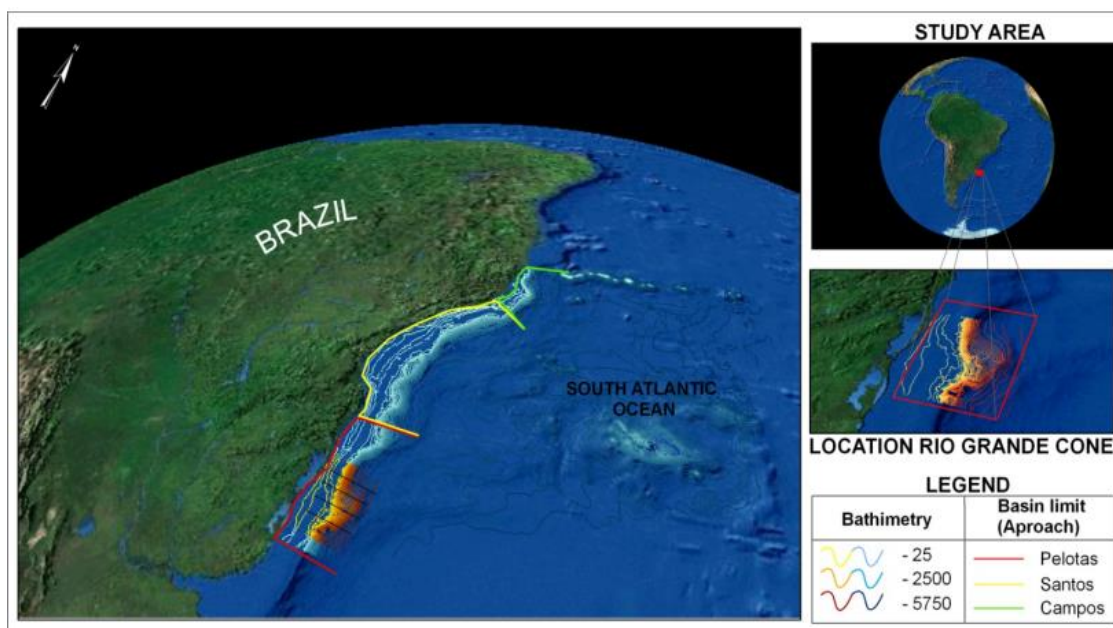 N
BRAZIL
SOUTH ATLANTIC
OCEAN
STUDY AREA
LOCATION RIO GRANDE CONE
LEGEND
Bathimetry
- 25
- 2500
- 5750
Basin limit
(Aproach)
Pelotas
Santos
Campos